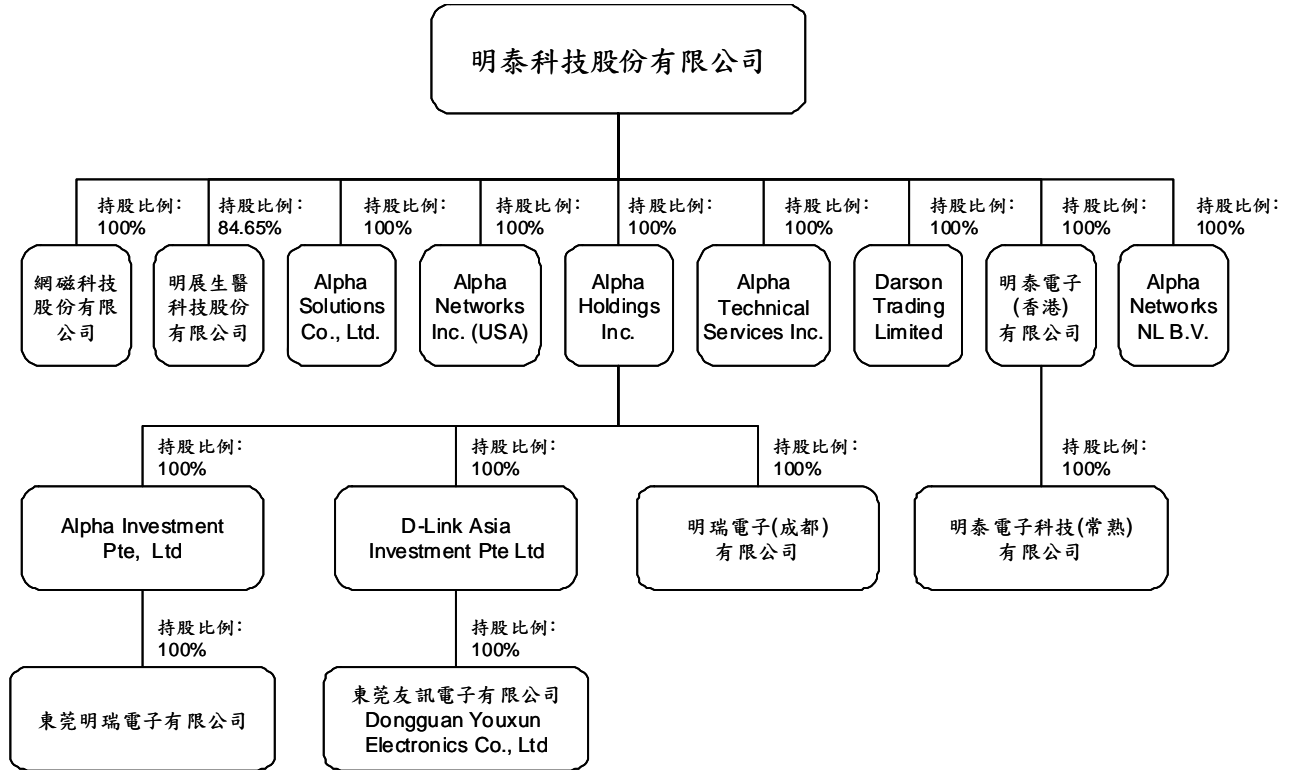 明泰科技股份有限公司
持股比例:
100%
持股比例:
84.65%
持股比例:
100%
持股比例:
100%
持股比例:
100%
持股比例:
100%
持股比例:
100%
持股比例:
100%
持股比例:
100%
網磁科技
股份有限
公司
明展生醫
科技股份
有限公司
Alpha
Solutions
Co., Ltd.
Alpha
Networks
Inc. (USA)
Alpha
Holdings
Inc.
Alpha
Technical
Services Inc.
Darson
Trading
Limited
明泰電子
(香港)
有限公司
Alpha
Networks
NL B.V.
持股比例:
100%
持股比例:
100%
持股比例:
100%
持股比例:
100%
Alpha Investment
Pte, Ltd
D-Link Asia
Investment Pte Ltd
明瑞電子(成都)
有限公司
明泰電子科技(常熟)
有限公司
持股比例:
100%
持股比例:
100%
東莞明瑞電子有限公司
東莞友訊電子有限公司
Dongguan Youxun
Electronics Co., Ltd